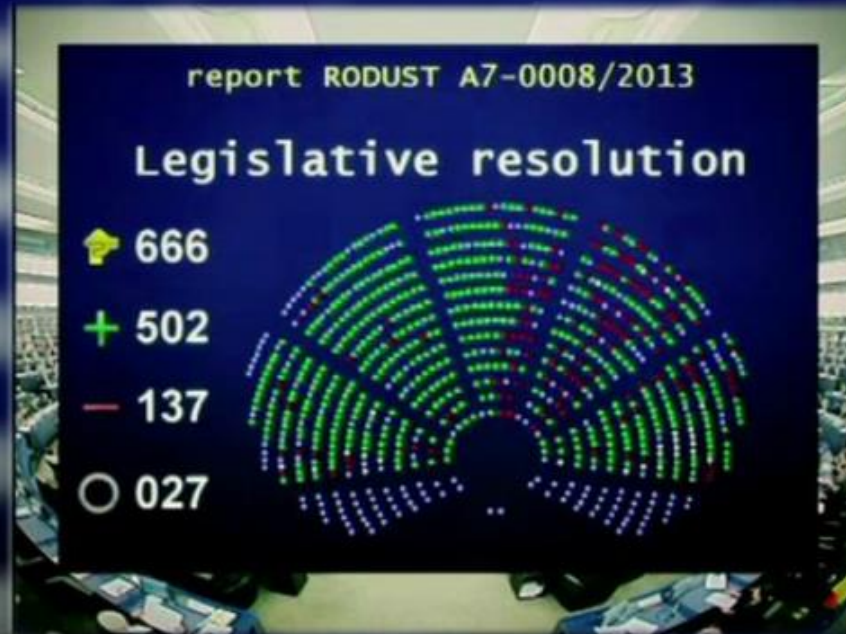 report RODUST A7-0008/2013
Legislative resolution
666
+ 502
- 137
027